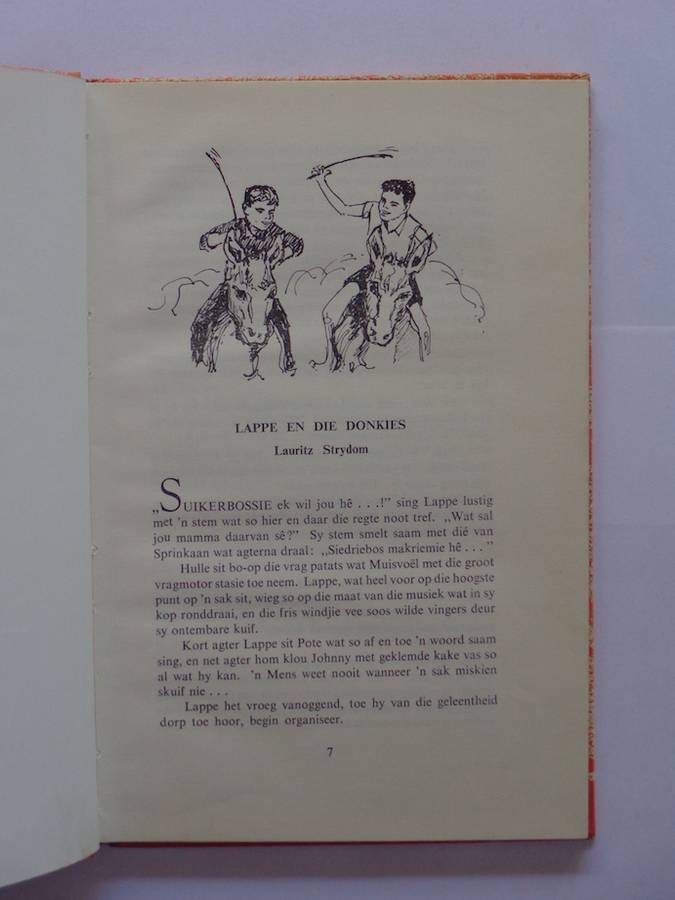 LAPPE EN DIE DONKIES
Lauritz Strydom
„SUIKERBOSSIE ek wil jou hê . . .!” sing Lappe lustig
met 'n stem wat so hier en daar die regte noot tref. „Wat sal
jou mamma daarvan sê?” Sy stem smelt saam met dié van
Sprinkaan wat agterna draal: „Siedriebos makriemie hê . . . ”
Hulle sit bo-op die vrag patats wat Muisvoël met die groot
vragmotor stasie toe neem. Lappe, wat heel voor op die hoogste
punt op 'n sak sit, wieg so op die maat van die musiek wat in sy
kop ronddraai, en die fris windjie vee soos wilde vingers deur
sy ontembare kuif.
Kort agter Lappe sit Pote wat so af en toe 'n woord saam
sing, en net agter hom klou Johnny met geklemde kake vas so
al wat hy kan. 'n Mens weet nooit wanneer 'n sak miskien
skuif nie . . .
Lappe het vroeg vanoggend, toe hy van die geleentheid
dorp toe hoor, begin organiseer.
7